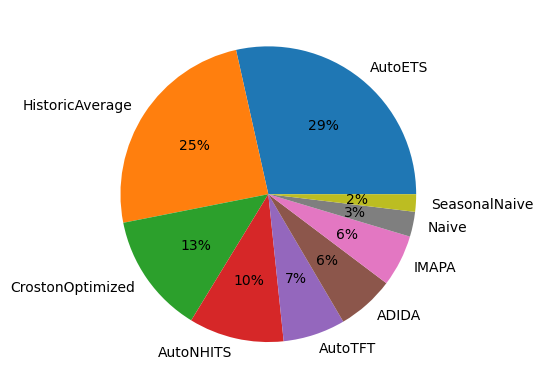 AutoETS
29%
HistoricAverage
25%
CrostonOptimized
13%
AutoNHITS
10%
AutoTFT
7%
ADIDA
6%
IMAPA
6%
Naive
3%
SeasonalNaive
2%